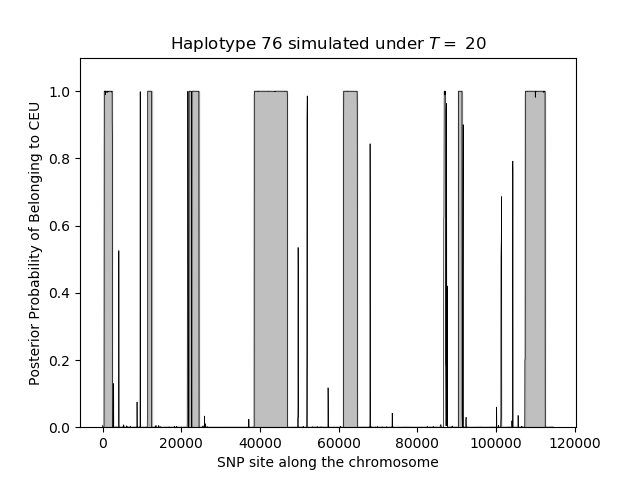 Haplotype 76 simulated under T = 20
Posterior Probability of Belonging to CEU
1.0
0.8
0.6
0.4
0.2
0.0
0 20000 40000 60000 80000 100000 120000
SNP site along the chromosome